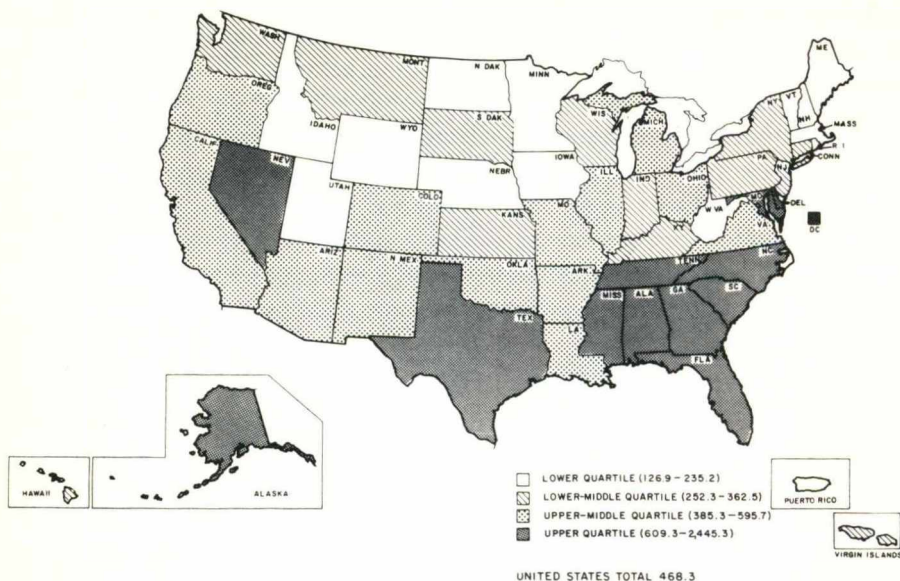 WASH.
MONT
N DAK
MINN
ME
OREG
IDAHO
WYO
S DAK
WIS
MICH
NY
VT
NH
MASS
R I
CONN
CALIF
NEV
UTAH
COLO
NEBR
KANS
IOWA
MO
ILL
IND
OHIO
PA
NJ
MD
DEL
DC
W VA
VA
KY
ARIZ
N MEX
OKLA
ARK
TENN
NC
SC
TEX
LA
MISS
ALA
GA
FLA
HAWAII
ALASKA
LOWER QUARTILE (126.9-235.2)
LOWER-MIDDLE QUARTILE (252.3-362.5)
UPPER-MIDDLE QUARTILE (385.3-595.7)
UPPER QUARTILE (609.3-2,445.3)
PUERTO RICO
VIRGIN ISLANDS
UNITED STATES TOTAL 468.3